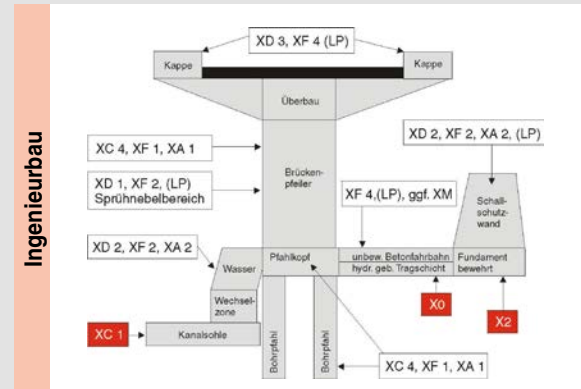 Ingenieurbau
XD 3, XF 4 (LP)
Kappe
Kappe
Überbau
XD 2, XF 2, XA 2, (LP)
XC 4, XF 1, XA 1
Brücken-
pfeiler
XD 1, XF 2, (LP)
Sprühnebelbereich
XF 4,(LP), ggf. XM
Schall-
schutz-
wand
XD 2, XF 2, XA 2
Wasser
Pfahlkopf
unbew. Betonfahrbahn
hydr. geb. Tragschicht
Fundament
bewehrt
Wechsel-
zone
X0
X2
XC 1
Kanalsohle
Bohrpfahl
Bohrpfahl
XC 4, XF 1, XA 1